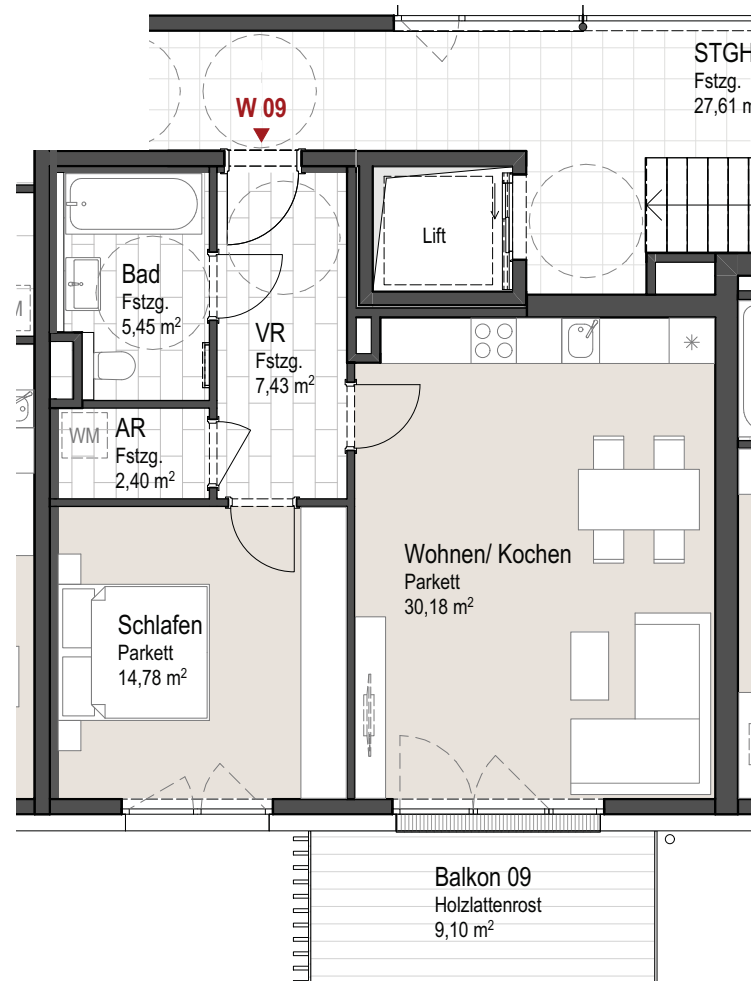 STGH
Fstzg.
27,61 m
W 09
Lift
Bad
Fstzg.
5,45 m²
VR
Fstzg.
7,43 m²
M
WM
AR
Fstzg.
2,40 m²
Wohnen/ Kochen
Parkett
30,18 m²
Schlafen
Parkett
14,78 m²
Balkon 09
Holzlattenrost
9,10 m²